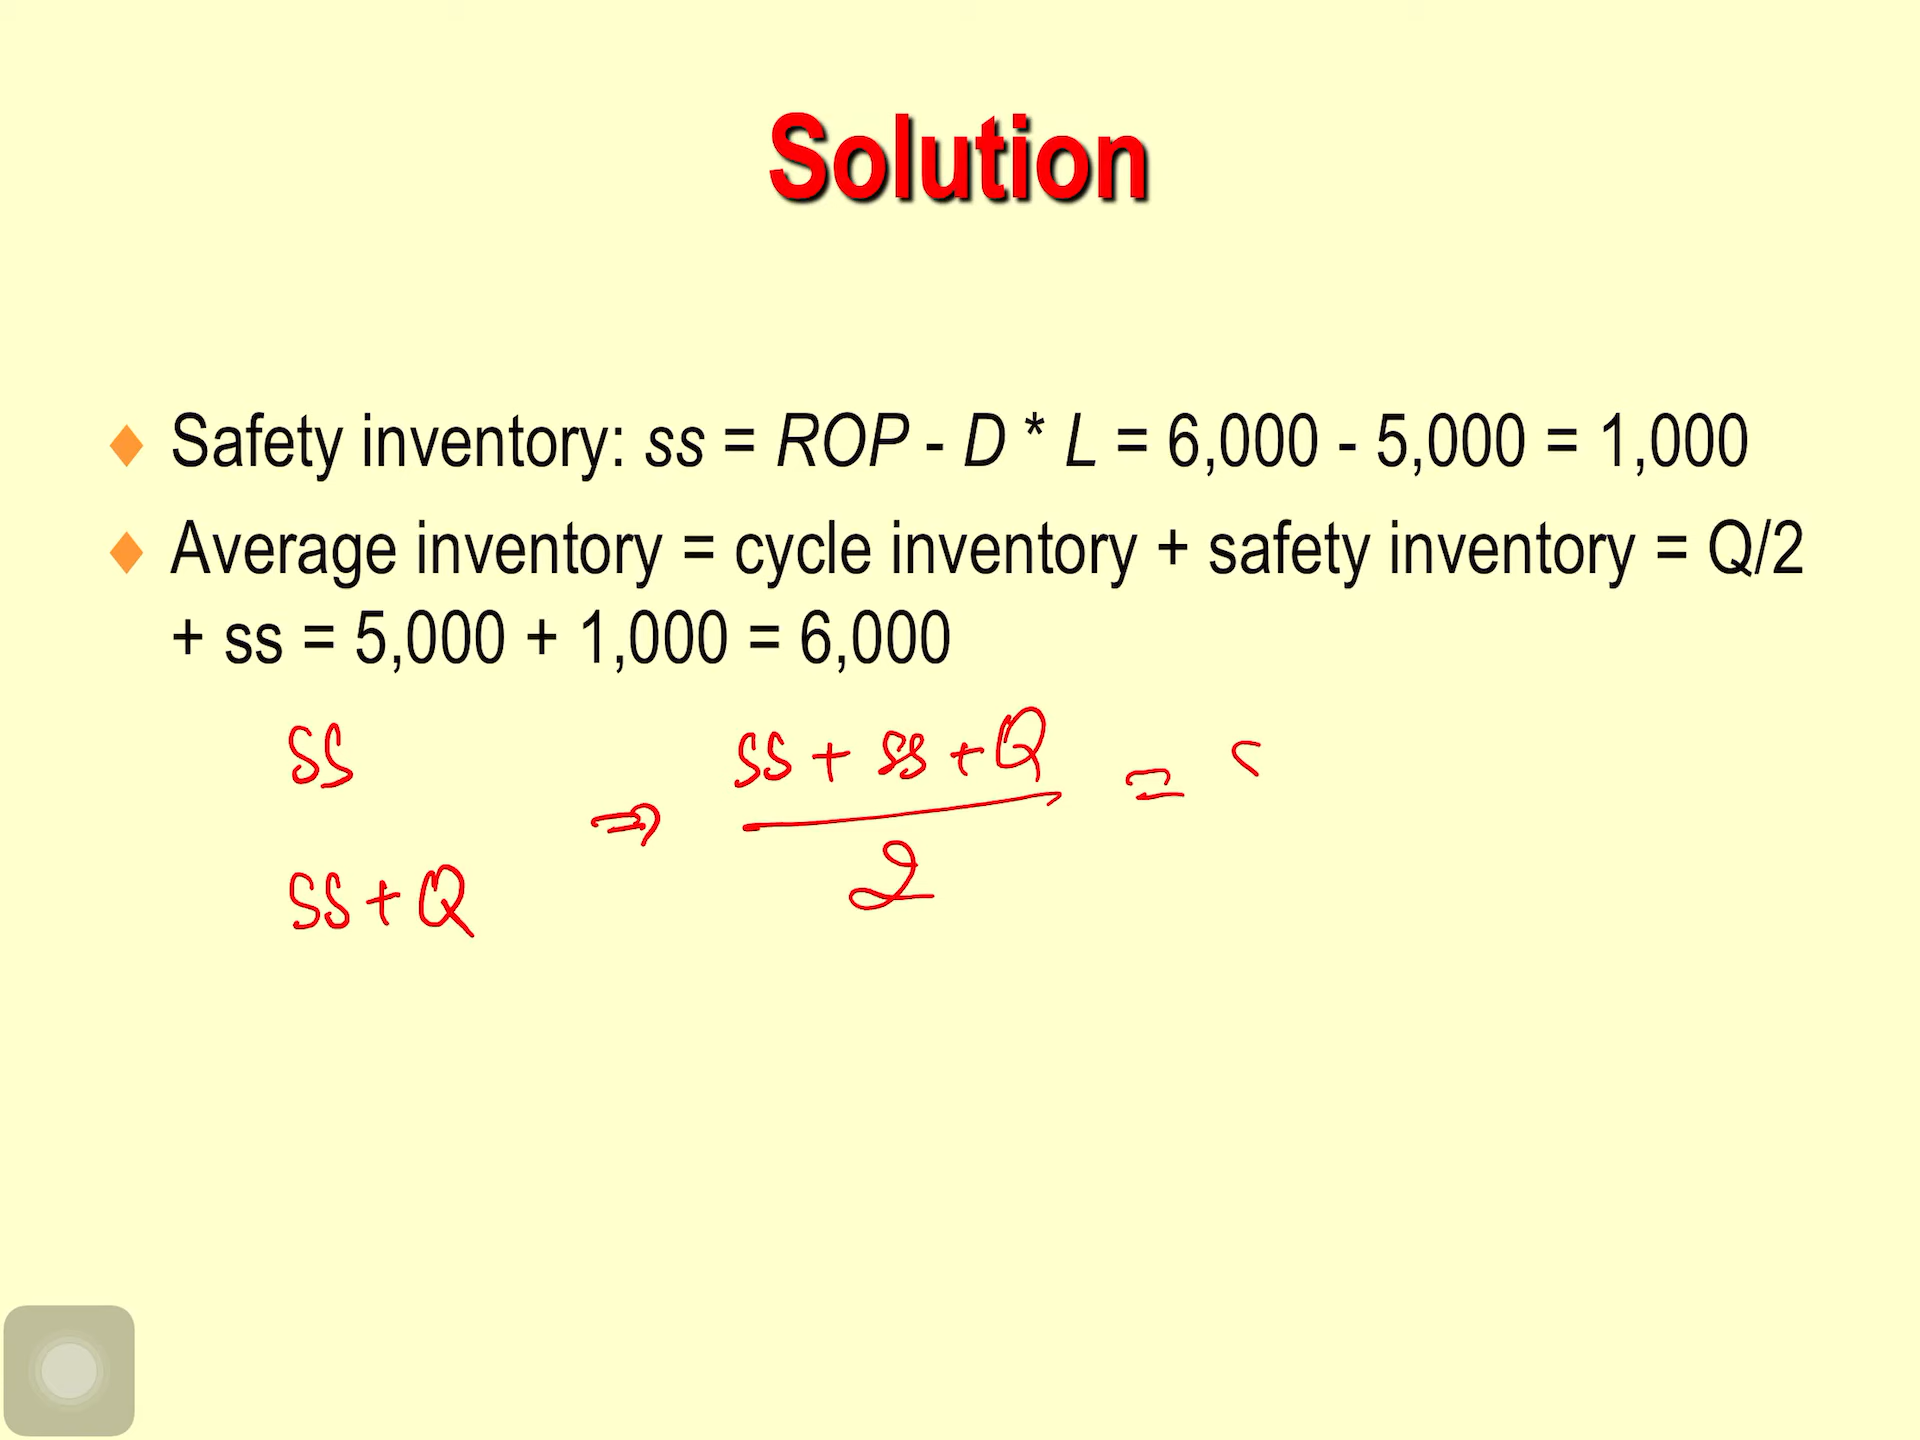 Solution
Safety inventory: ss = ROP - D * L = 6,000 - 5,000 = 1,000
Average inventory = cycle inventory + safety inventory = Q/2
+ ss = 5,000 + 1,000 = 6,000
ss
ss + Q
⇒ ss + ss + Q =
2